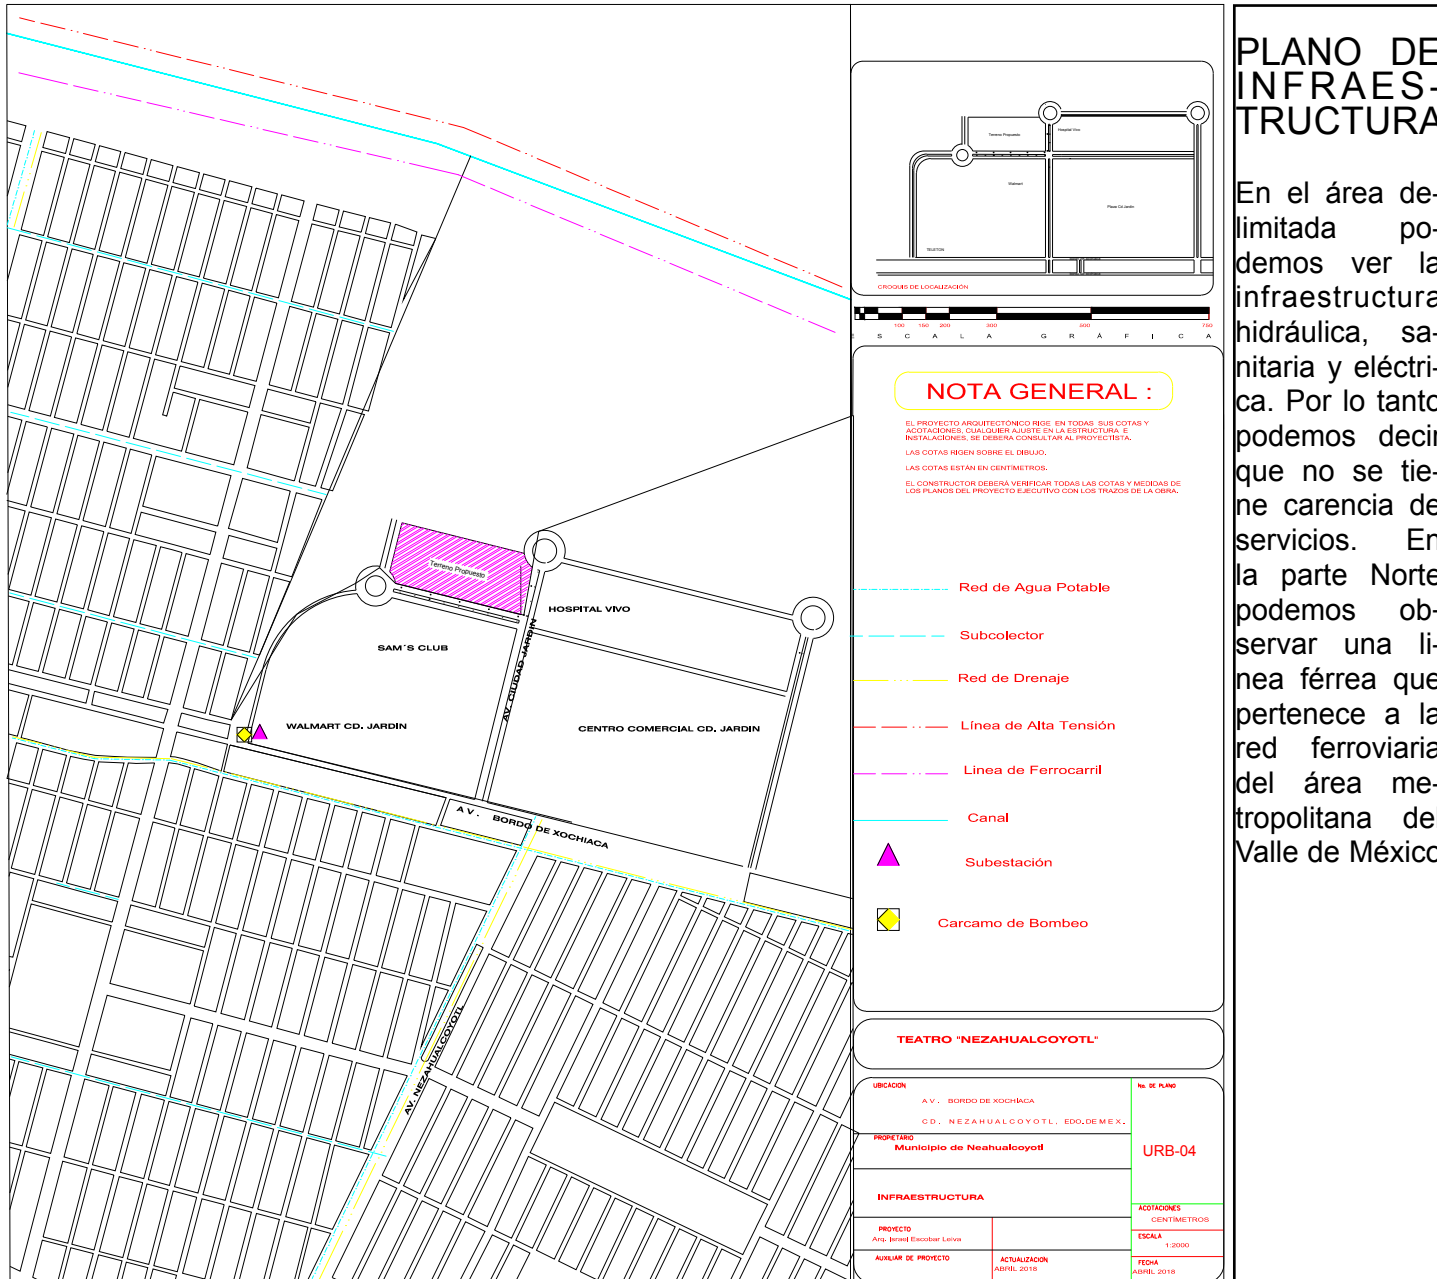 PLANO DE
INFRAES-
TRUCTURA
En el área de-
limitada po-
demos ver la
infraestructura
hidráulica, sa-
nitaria y eléctri-
ca. Por lo tanto
podemos decir
que no se tie-
ne carencia de
servicios. En
la parte Norte
podemos ob-
servar una lí-
nea férrea que
pertenece a la
red ferroviaria
del área me-
tropolitana del
Valle de México
Terreno Propuesto
Hospital Vivo
Walmart
Plaza Cd Jardin
TELETON
CROQUIS DE LOCALIZACIÓN
100 150 200 300 500 750
ESCALA GRÁFICA
NOTA GENERAL :
EL PROYECTO ARQUITECTÓNICO RIGE EN TODAS SUS COTAS Y
ACOTACIONES, CUALQUIER AJUSTE EN LA ESTRUCTURA E
INSTALACIONES, SE DEBERA CONSULTAR AL PROYECTISTA.
LAS COTAS RIGEN SOBRE EL DIBUJO.
LAS COTAS ESTÁN EN CENTÍMETROS.
EL CONSTRUCTOR DEBERÁ VERIFICAR TODAS LAS COTAS Y MEDIDAS DE
LOS PLANOS DEL PROYECTO EJECUTIVO CON LOS TRAZOS DE LA OBRA.
Red de Agua Potable
Subcolector
Red de Drenaje
Línea de Alta Tensión
Linea de Ferrocarril
Canal
Subestación
Carcamo de Bombeo
Terreno Propuesto
HOSPITAL VIVO
SAM´S CLUB
AV. CIUDAD JARDIN
WALMART CD. JARDIN
CENTRO COMERCIAL CD. JARDIN
AV. BORDO DE XOCHIACA
AV. NEZAHUALCOYOTL
TEATRO "NEZAHUALCOYOTL"
UBICACION
AV. BORDO DE XOCHIACA
CD. NEZAHUALCOYOTL, EDO.DE MEX.
No. DE PLANO
URB-04
PROPIETARIO
Municipio de Neahualcoyotl
INFRAESTRUCTURA
ACOTACIONES
CENTIMETROS
PROYECTO
Arq. Israel Escobar Leiva
ESCALA
1:2000
AUXILIAR DE PROYECTO
ACTUALIZACION
ABRIL 2018
FECHA
ABRIL 2018